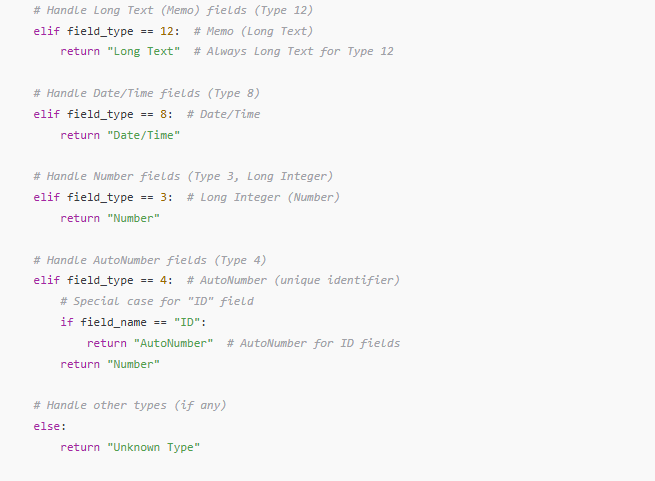 # Handle Long Text (Memo) fields (Type 12)
elif field_type == 12:  # Memo (Long Text)
    return "Long Text"  # Always Long Text for Type 12

# Handle Date/Time fields (Type 8)
elif field_type == 8:  # Date/Time
    return "Date/Time"

# Handle Number fields (Type 3, Long Integer)
elif field_type == 3:  # Long Integer (Number)
    return "Number"

# Handle AutoNumber fields (Type 4)
elif field_type == 4:  # AutoNumber (unique identifier)
    # Special case for "ID" field
    if field_name == "ID":
        return "AutoNumber"  # AutoNumber for ID fields
    return "Number"

# Handle other types (if any)
else:
    return "Unknown Type"